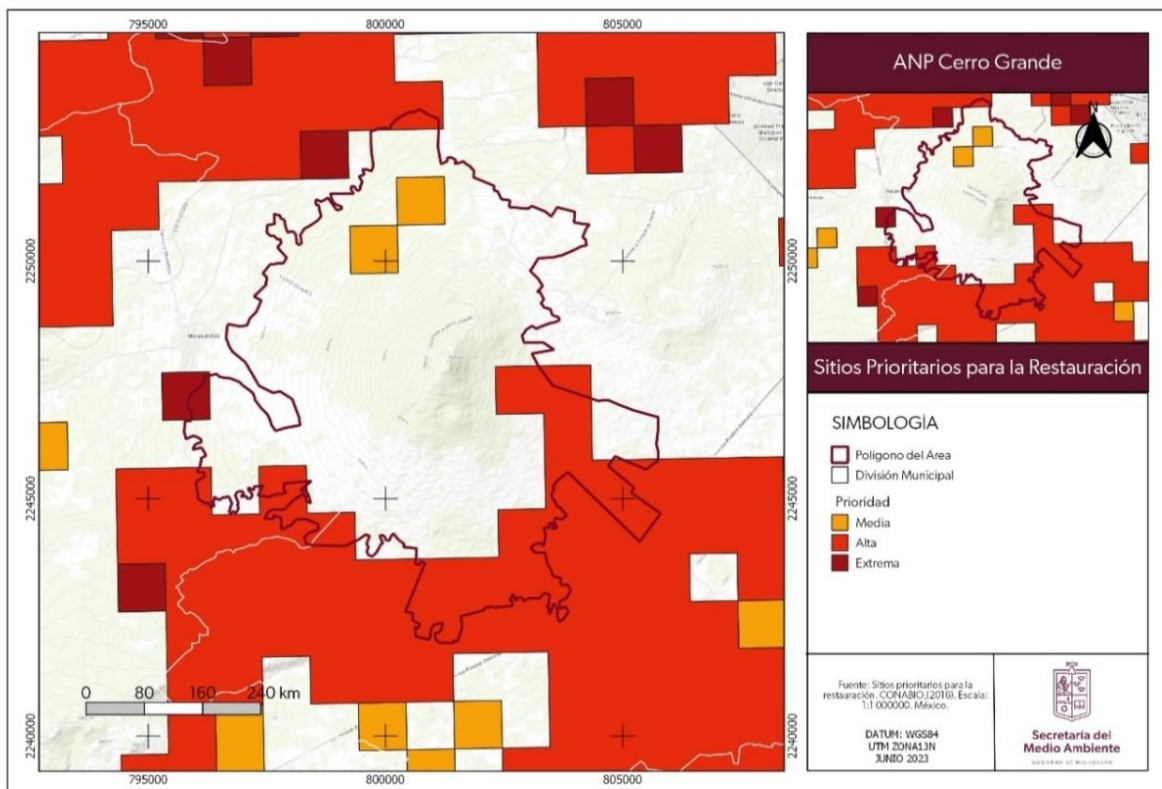 795000
800000
805000
2250000
2245000
2240000
2250000
2245000
2240000
0 80 160 240 km
795000
800000
805000
ANP Cerro Grande
N
Sitios Prioritarios para la Restauración
SIMBOLOGÍA
Polígono del Área
División Municipal
Prioridad
Media
Alta
Extrema
Fuente: Sitios prioritarios para la
restauración. CONABIO,(2016). Escala:
1:1 000000. México.
DATUM: WGS84
UTM ZONA13N
JUNIO 2023
Secretaría del
Medio Ambiente
GOBIERNO DE MICHOACÁN